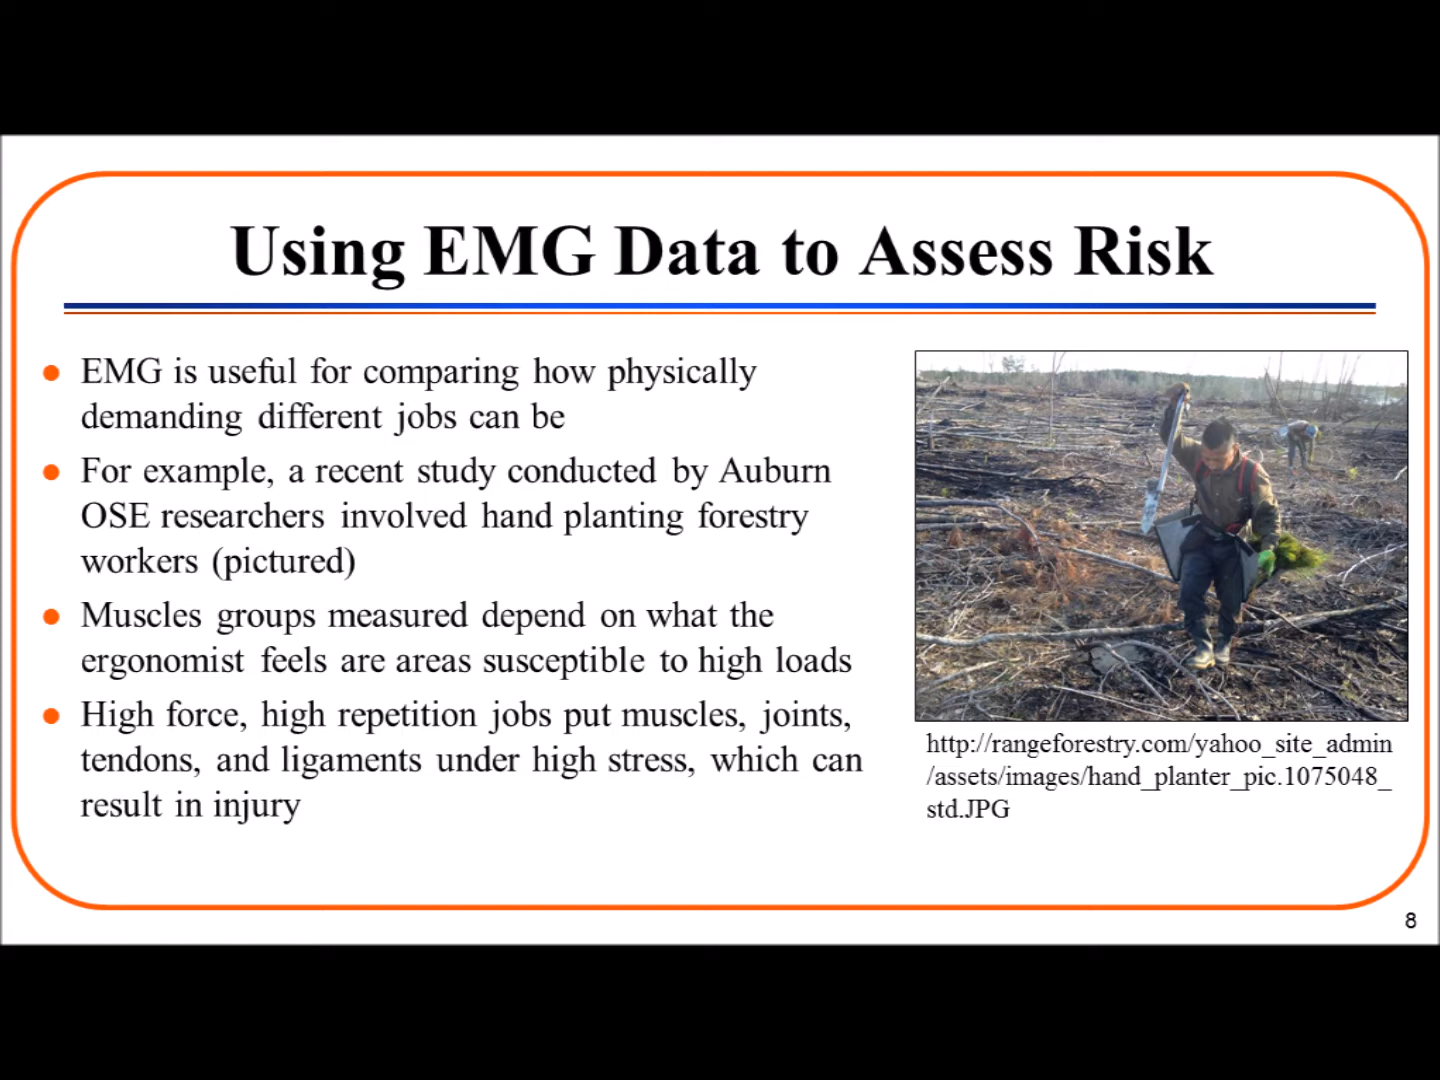 Using EMG Data to Assess Risk
EMG is useful for comparing how physically
demanding different jobs can be
For example, a recent study conducted by Auburn
OSE researchers involved hand planting forestry
workers (pictured)
Muscles groups measured depend on what the
ergonomist feels are areas susceptible to high loads
High force, high repetition jobs put muscles, joints,
tendons, and ligaments under high stress, which can
result in injury
http://rangeforestry.com/yahoo_site_admin
/assets/images/hand_planter_pic.1075048_
std.JPG
8